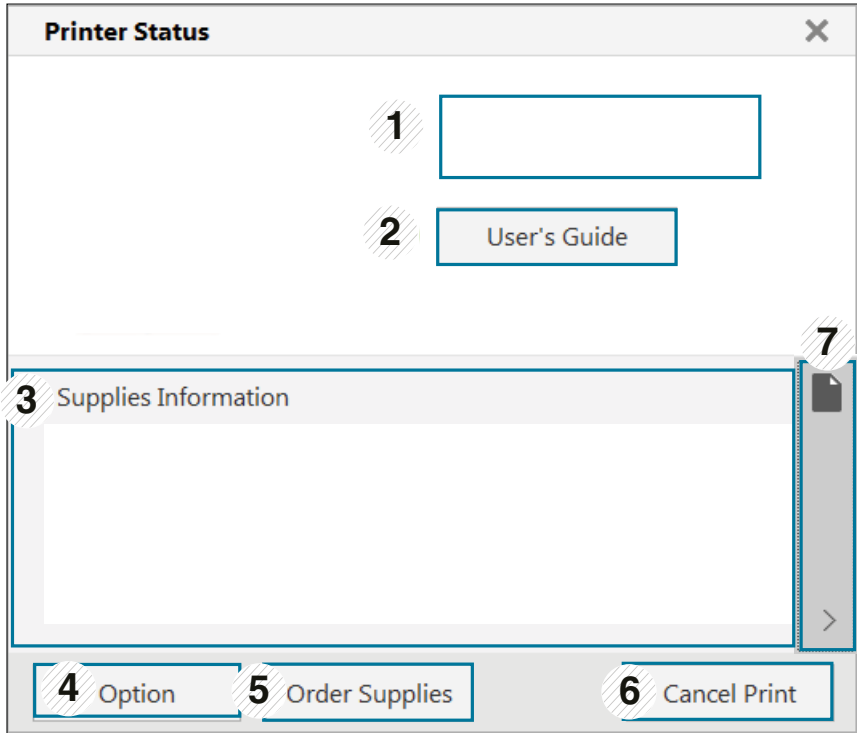 Printer Status
1
2 User's Guide
7
3 Supplies Information
4 Option 5 Order Supplies 6 Cancel Print